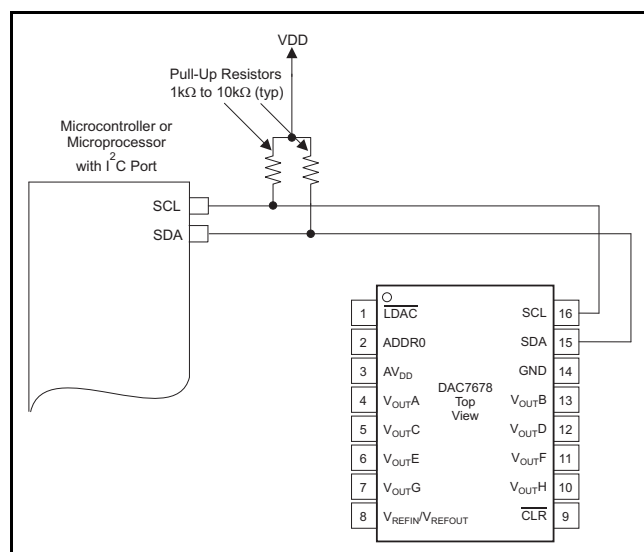 VDD
Pull-Up Resistors
1kΩ to 10kΩ (typ)
Microcontroller or
Microprocessor
with I²C Port
SCL
SDA
1 LDAC SCL 16
2 ADDR0 SDA 15
3 AVDD GND 14
DAC7678
Top
View
4 VOUTA VOUTB 13
5 VOUTC VOUTD 12
6 VOUTE VOUTF 11
7 VOUTG VOUTH 10
8 VREFIN/VREFOUT CLR 9